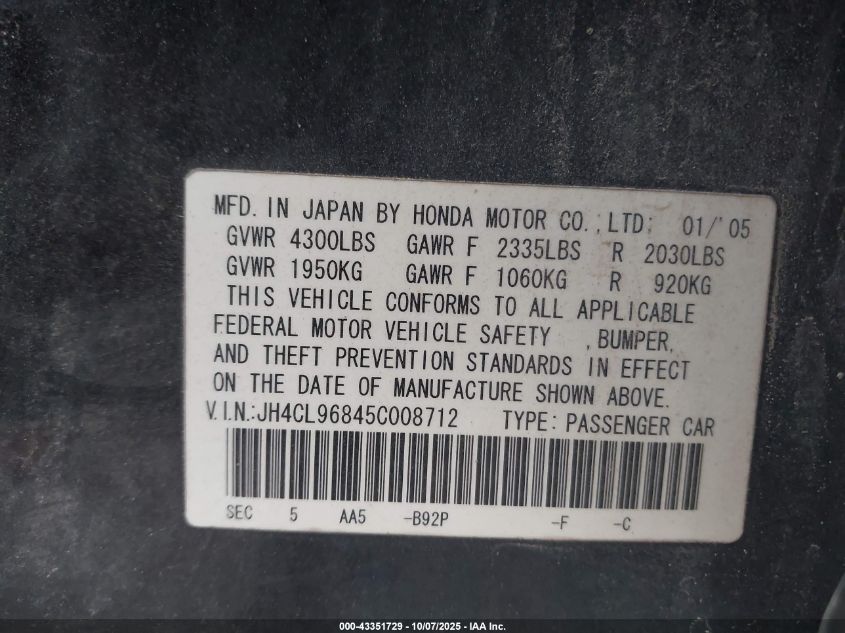 MFD. IN JAPAN BY HONDA MOTOR CO.,LTD. 01/'05
GVWR 4300LBS GAWR F 2335LBS R 2030LBS
GVWR 1950KG GAWR F 1060KG R 920KG
THIS VEHICLE CONFORMS TO ALL APPLICABLE
FEDERAL MOTOR VEHICLE SAFETY ,BUMPER,
AND THEFT PREVENTION STANDARDS IN EFFECT
ON THE DATE OF MANUFACTURE SHOWN ABOVE.
V.I.N.:JH4CL96845C008712 TYPE: PASSENGER CAR
SEC 5 AA5 -B92P -F -C
000-43351729 - 10/07/2025 - IAA Inc.